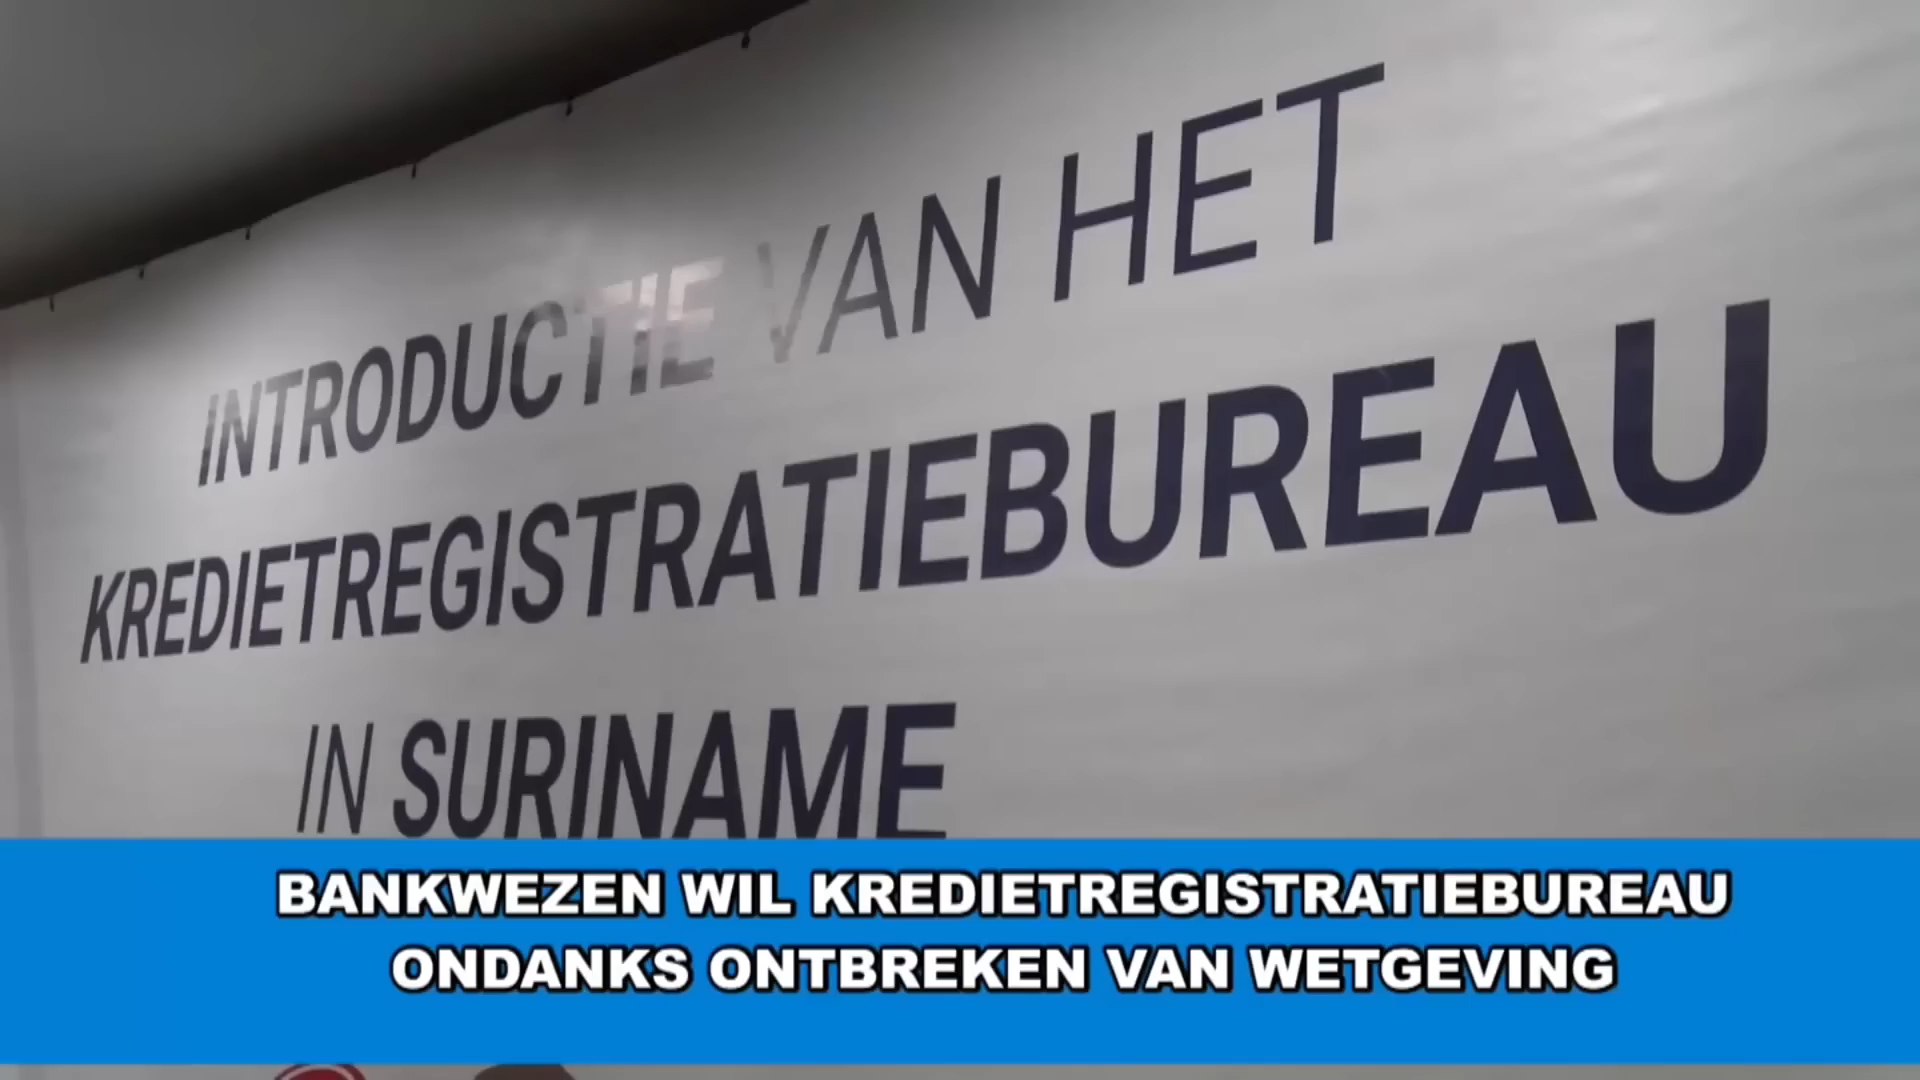 INTRODUCTIE VAN HET
KREDIETREGISTRATIEBUREAU
IN SURINAME
BANKWEZEN WIL KREDIETREGISTRATIEBUREAU
ONDANKS ONTBREKEN VAN WETGEVING